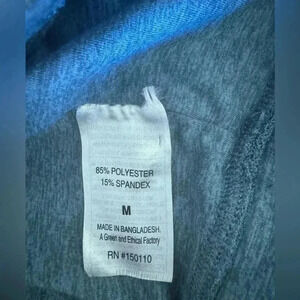 85% POLYESTER
15% SPANDEX
M
MADE IN BANGLADESH.
A Green and Ethical Factory
RN #150110